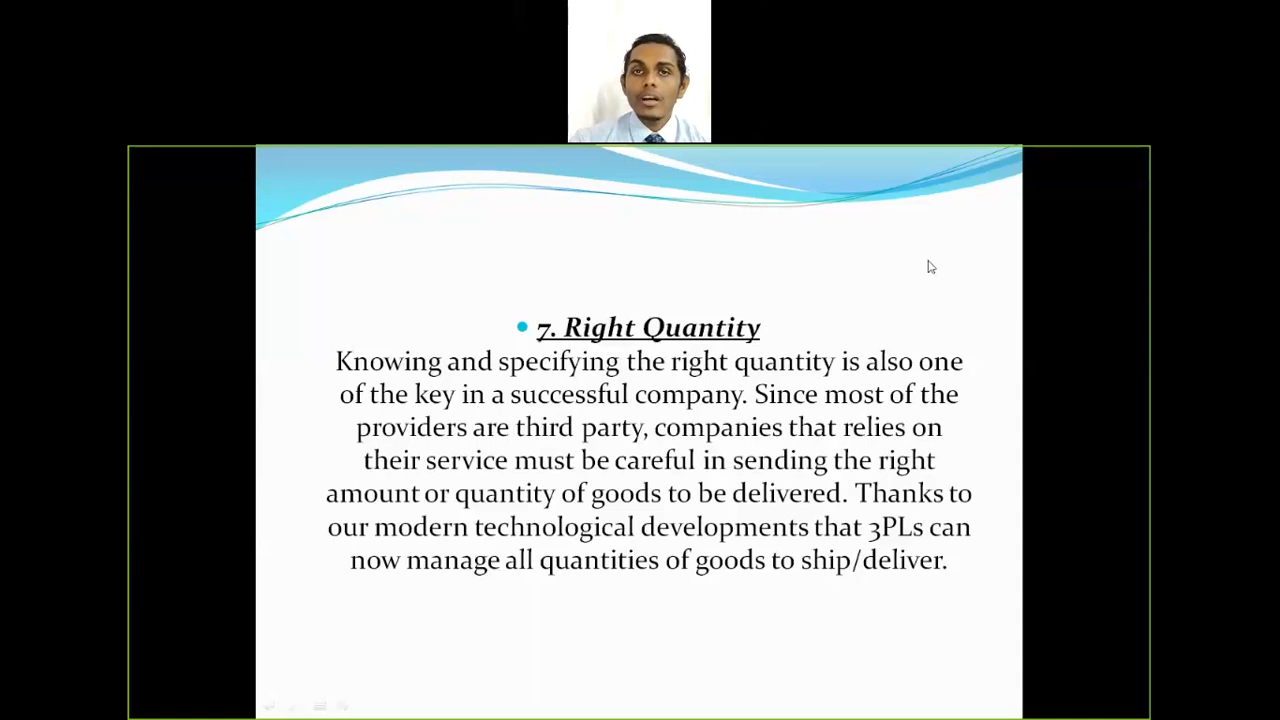 7. Right Quantity
Knowing and specifying the right quantity is also one
of the key in a successful company. Since most of the
providers are third party, companies that relies on
their service must be careful in sending the right
amount or quantity of goods to be delivered. Thanks to
our modern technological developments that 3PLs can
now manage all quantities of goods to ship/deliver.